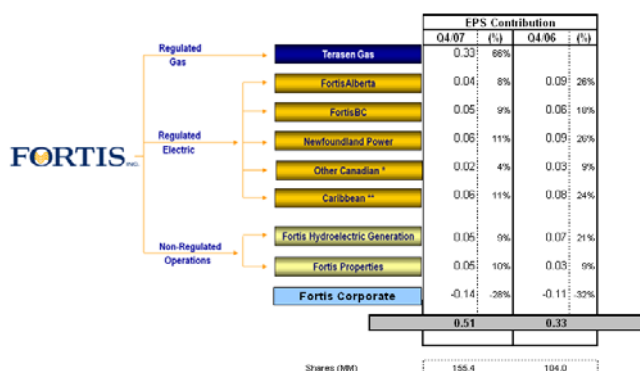 EPS Contribution
Q4/07 (%) Q4/06 (%)
Regulated
Gas
Terasen Gas 0.33 66%
FortisAlberta 0.04 8% 0.09 26%
FortisBC 0.05 9% 0.06 18%
FORTIS INC.
Regulated
Electric
Newfoundland Power 0.06 11% 0.09 26%
Other Canadian * 0.02 4% 0.03 9%
Caribbean ** 0.06 11% 0.08 24%
Non-Regulated
Operations
Fortis Hydroelectric Generation 0.05 9% 0.07 21%
Fortis Properties 0.05 10% 0.03 9%
Fortis Corporate -0.14 -28% -0.11 -32%
0.51 0.33
Shares (MM) 155.4 104.0